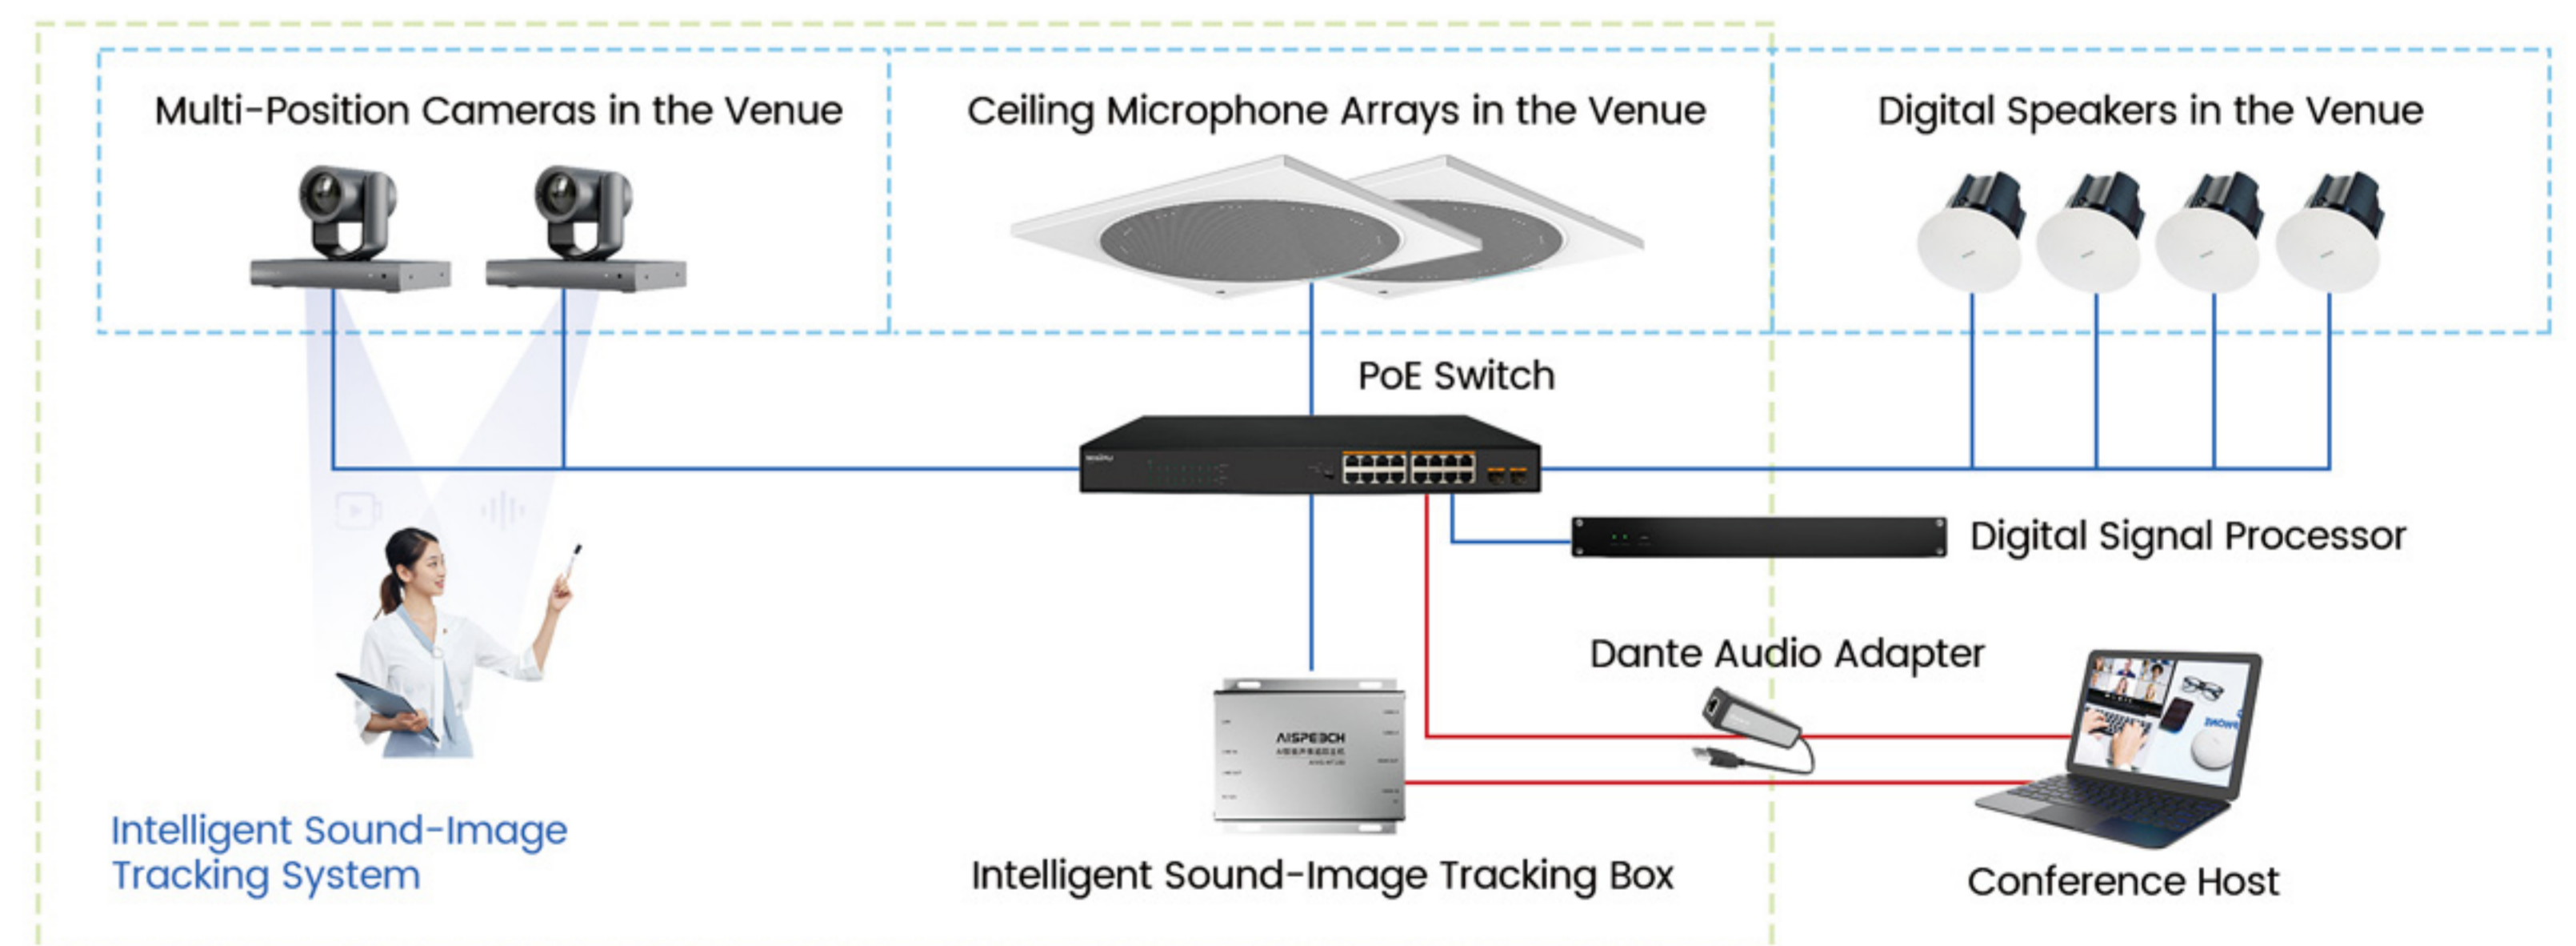 Multi-Position Cameras in the Venue
Ceiling Microphone Arrays in the Venue
Digital Speakers in the Venue
PoE Switch
Digital Signal Processor
Dante Audio Adapter
AISPEECH
Intelligent Sound-Image
Tracking System
Intelligent Sound-Image Tracking Box
Conference Host